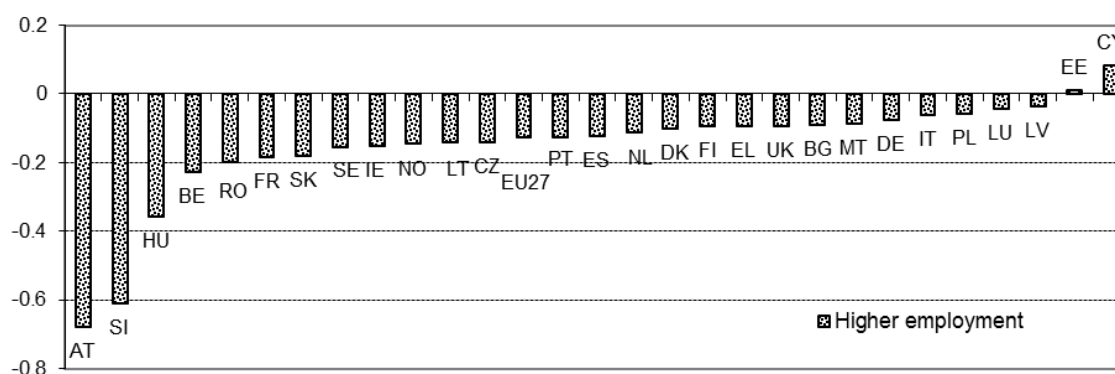 0.2
0
-0.2
-0.4
-0.6
-0.8
AT
SI
HU
BE
RO
FR
SK
SE
IE
NO
LT
CZ
EU27
PT
ES
NL
DK
FI
EL
UK
BG
MT
DE
IT
PL
LU
LV
EE
CY
Higher employment